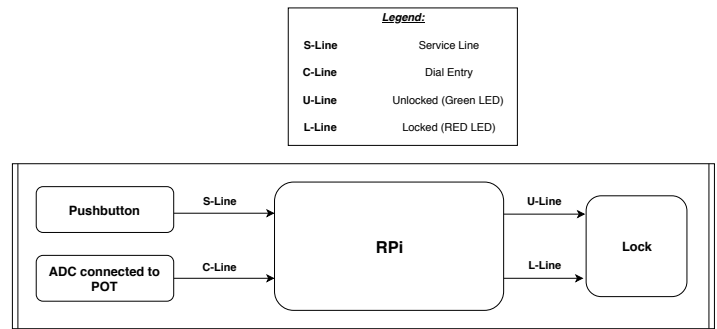 Legend:
S-Line Service Line
C-Line Dial Entry
U-Line Unlocked (Green LED)
L-Line Locked (RED LED)
Pushbutton
S-Line
RPi
U-Line
Lock
ADC connected to
POT
C-Line
L-Line